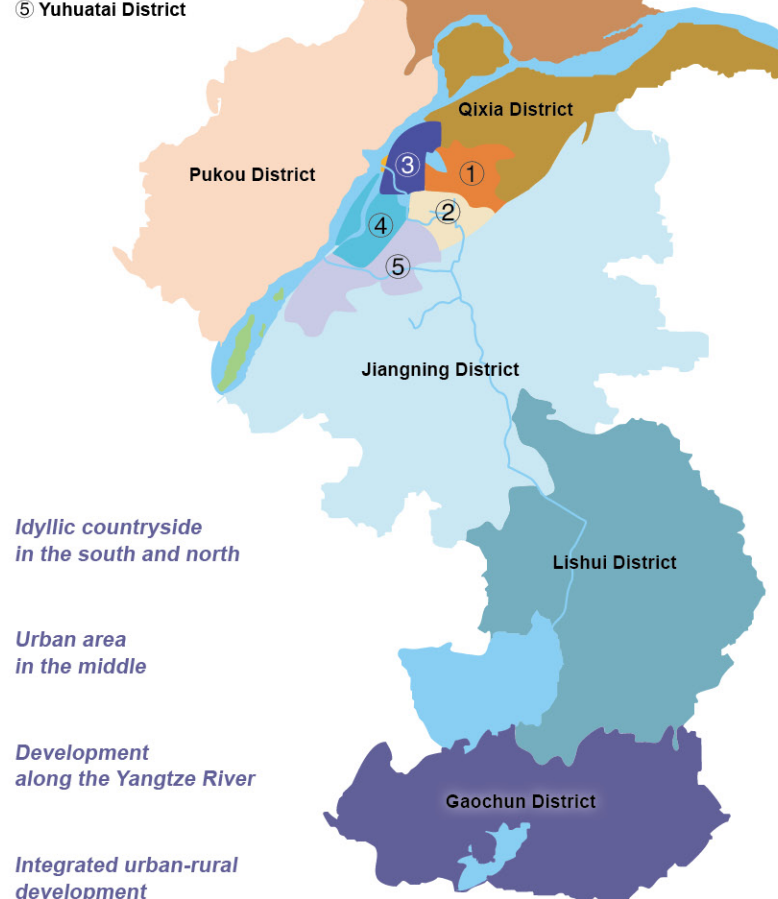 ⑤ Yuhuatai District
Qixia District
Pukou District
③
①
②
④
⑤
Jiangning District
Idyllic countryside
in the south and north
Lishui District
Urban area
in the middle
Development
along the Yangtze River
Gaochun District
Integrated urban-rural
development